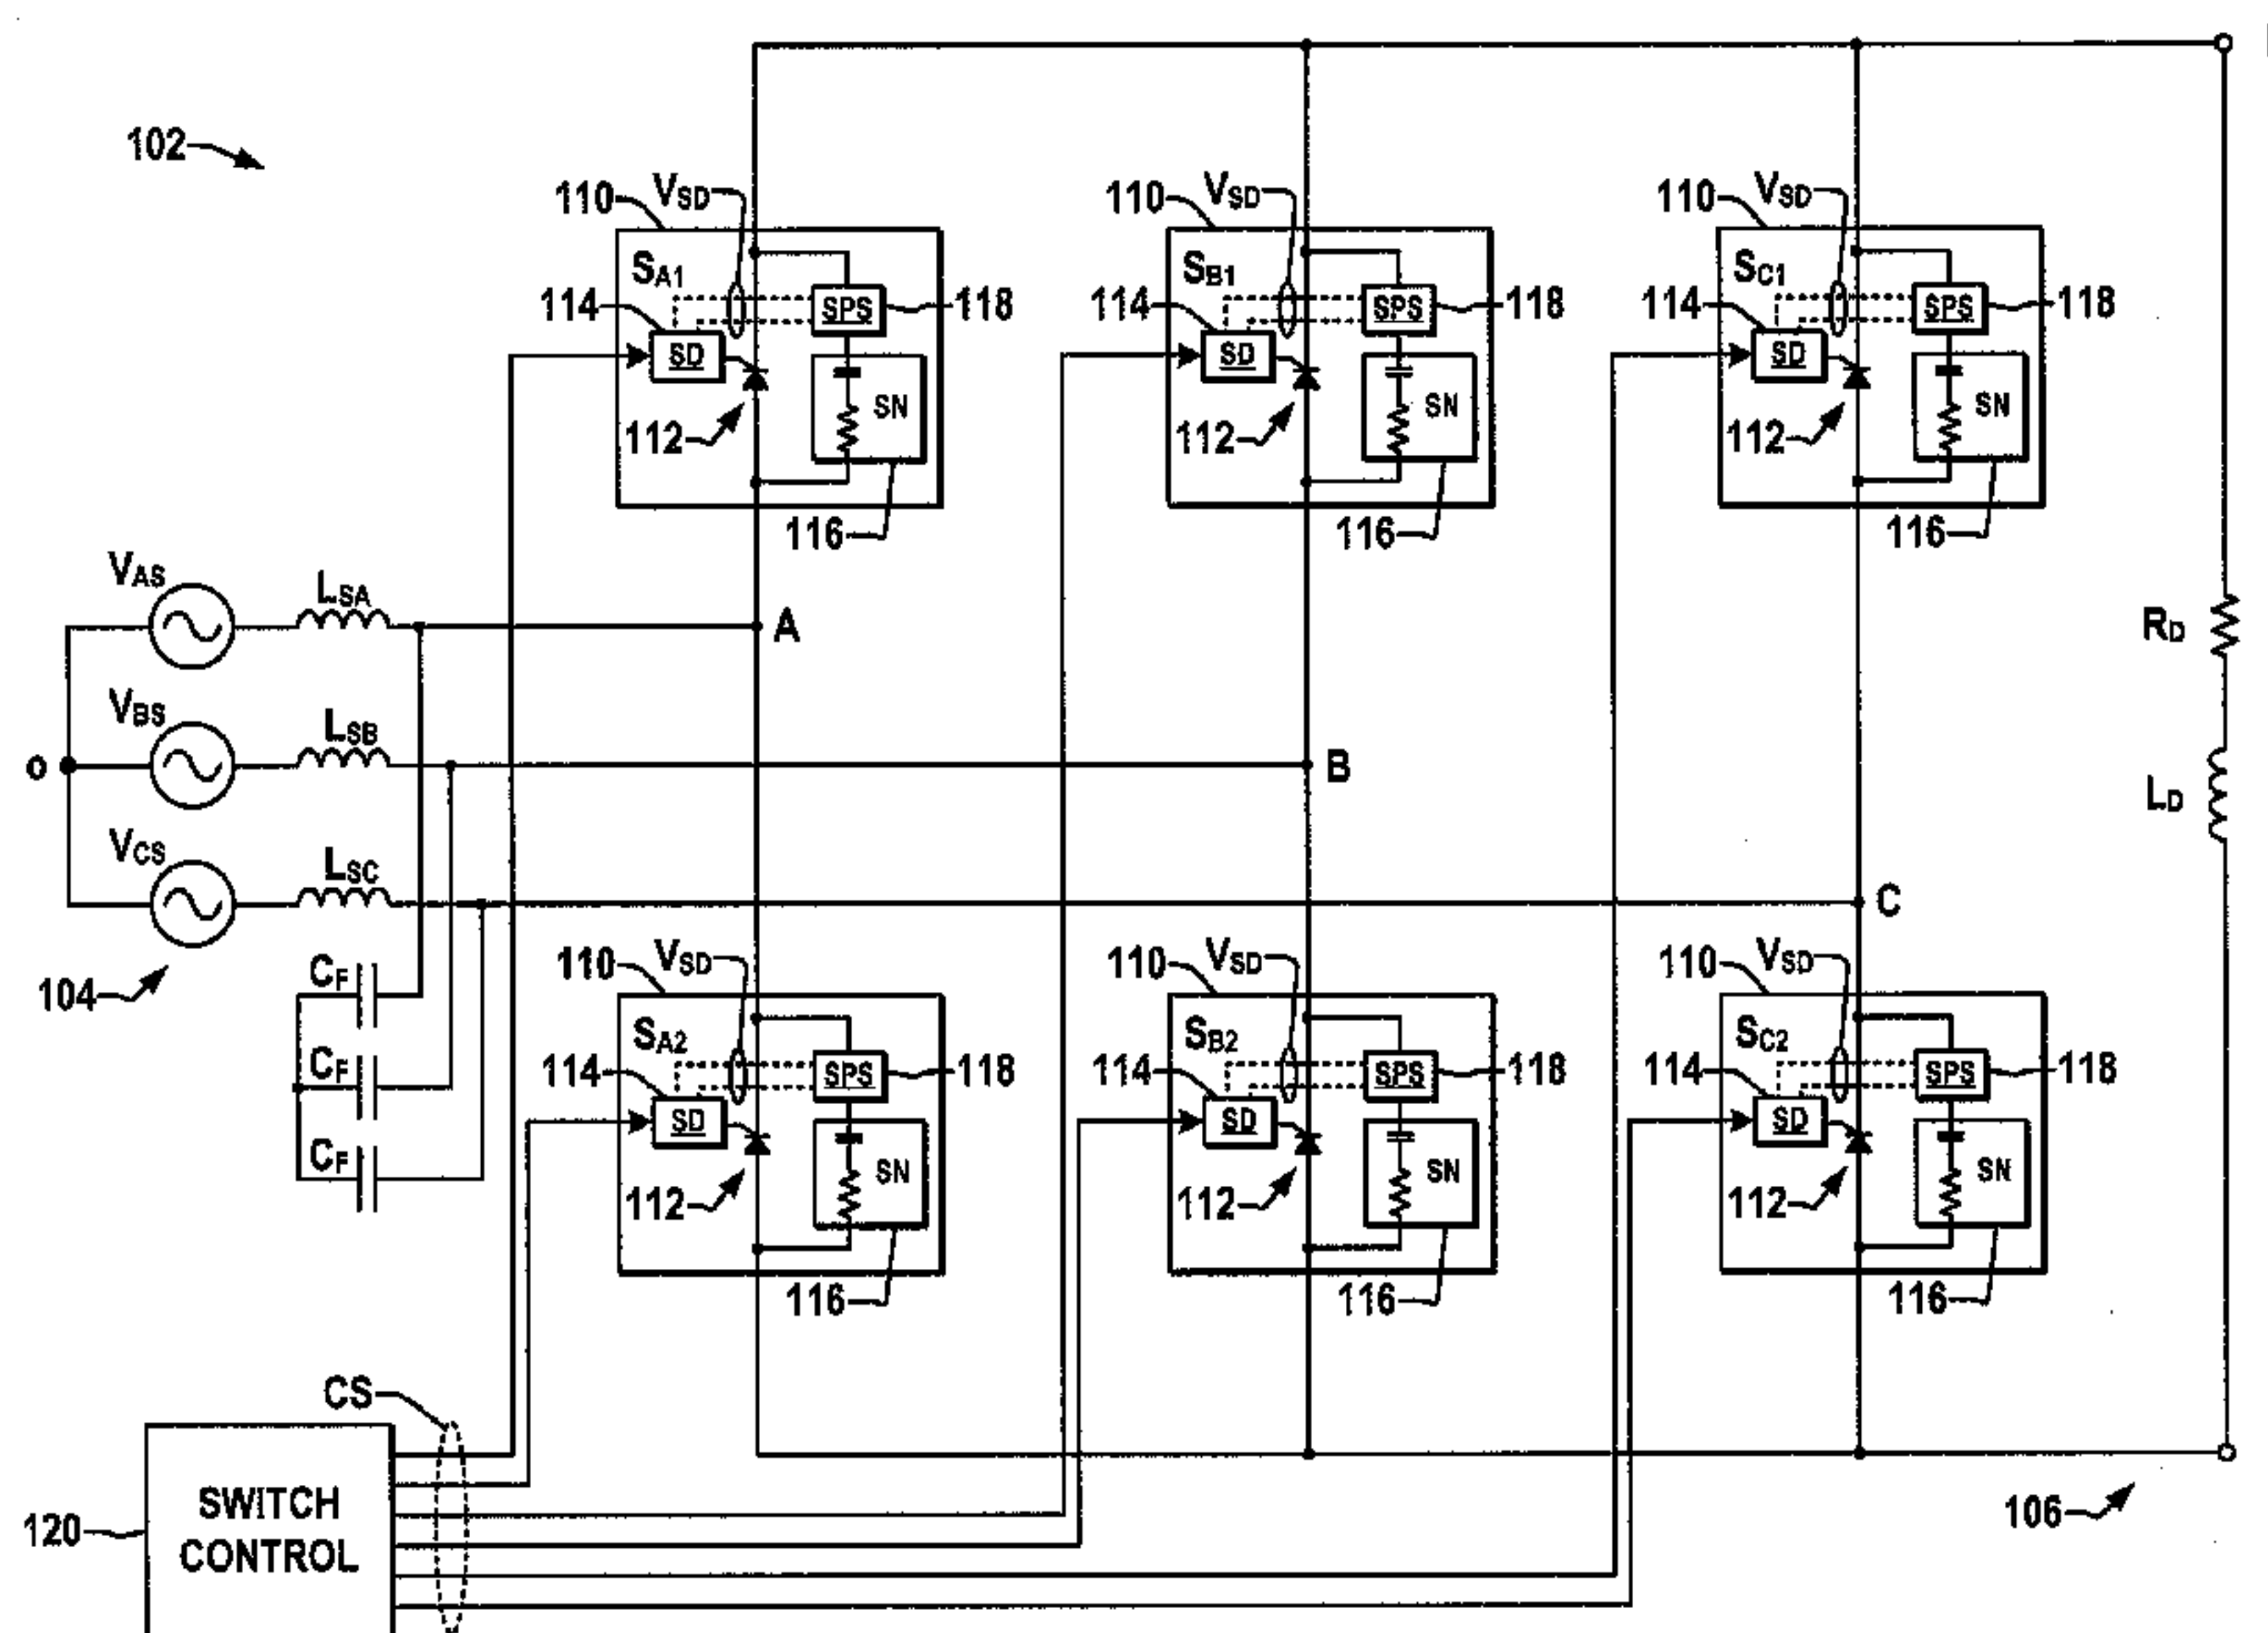 102
110 VSD
110 VSD
110 VSD
SA1
SB1
SC1
114 SPS 118
114 SPS 118
114 SPS 118
SD
SD
SD
SN
SN
SN
112
112
112
116
116
116
VAS LSA
A
RD
VBS LSB
o
B
LD
VCS LSC
C
104
CF
CF
CF
110 VSD
110 VSD
110 VSD
SA2
SB2
SC2
114 SPS 118
114 SPS 118
114 SPS 118
SD
SD
SD
SN
SN
SN
112
112
112
116
116
116
CS
120
SWITCH
CONTROL
106